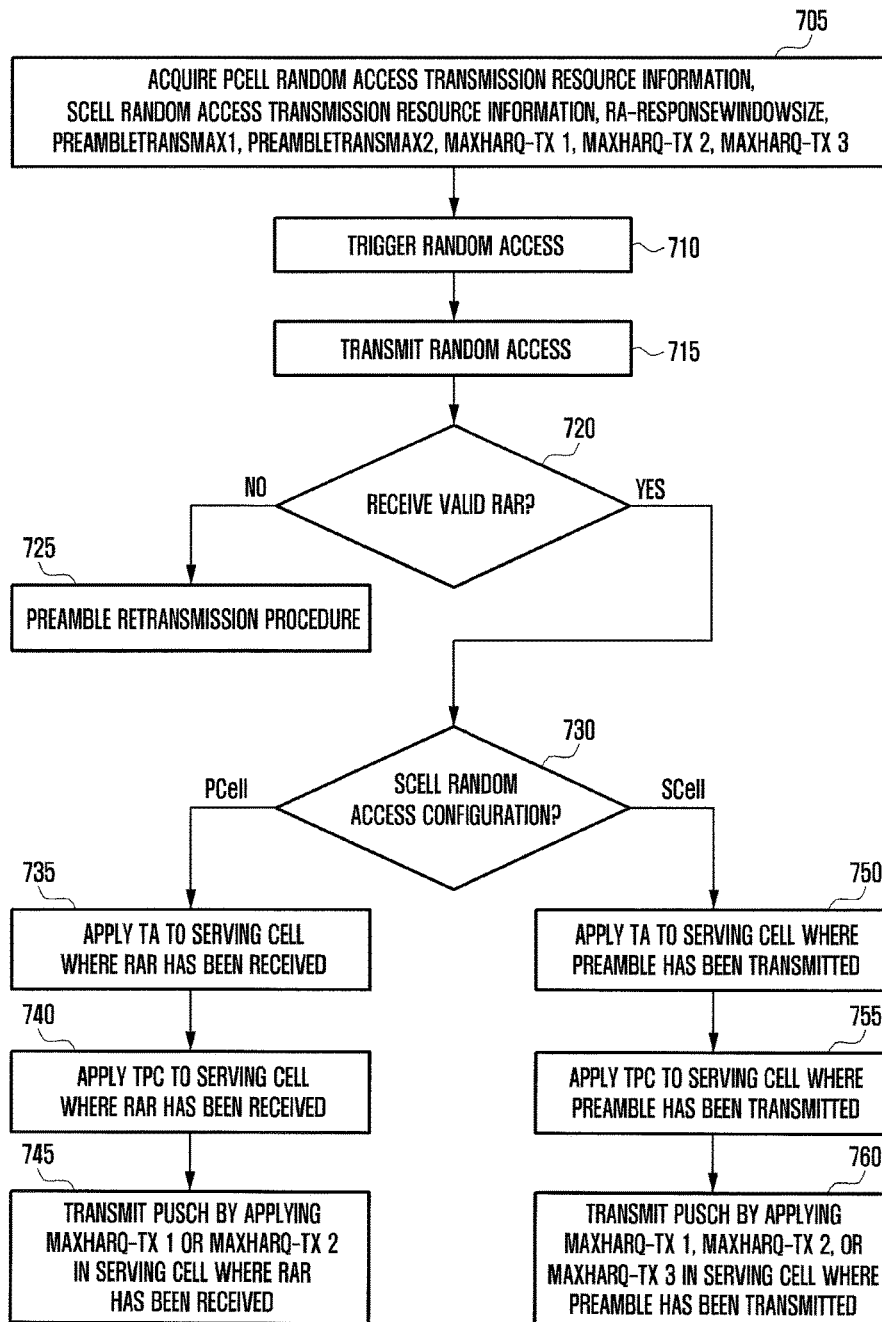 705
ACQUIRE PCELL RANDOM ACCESS TRANSMISSION RESOURCE INFORMATION,
SCELL RANDOM ACCESS TRANSMISSION RESOURCE INFORMATION, RA-RESPONSEWINDOWSIZE,
PREAMBLETRANSMAX1, PREAMBLETRANSMAX2, MAXHARQ-TX 1, MAXHARQ-TX 2, MAXHARQ-TX 3
TRIGGER RANDOM ACCESS
710
TRANSMIT RANDOM ACCESS
715
720
NO
RECEIVE VALID RAR?
YES
725
PREAMBLE RETRANSMISSION PROCEDURE
730
PCell
SCELL RANDOM
ACCESS CONFIGURATION?
SCell
735
APPLY TA TO SERVING CELL
WHERE RAR HAS BEEN RECEIVED
750
APPLY TA TO SERVING CELL WHERE
PREAMBLE HAS BEEN TRANSMITTED
740
APPLY TPC TO SERVING CELL
WHERE RAR HAS BEEN RECEIVED
755
APPLY TPC TO SERVING CELL WHERE
PREAMBLE HAS BEEN TRANSMITTED
745
TRANSMIT PUSCH BY APPLYING
MAXHARQ-TX 1 OR MAXHARQ-TX 2
IN SERVING CELL WHERE RAR
HAS BEEN RECEIVED
760
TRANSMIT PUSCH BY APPLYING
MAXHARQ-TX 1, MAXHARQ-TX 2, OR
MAXHARQ-TX 3 IN SERVING CELL WHERE
PREAMBLE HAS BEEN TRANSMITTED